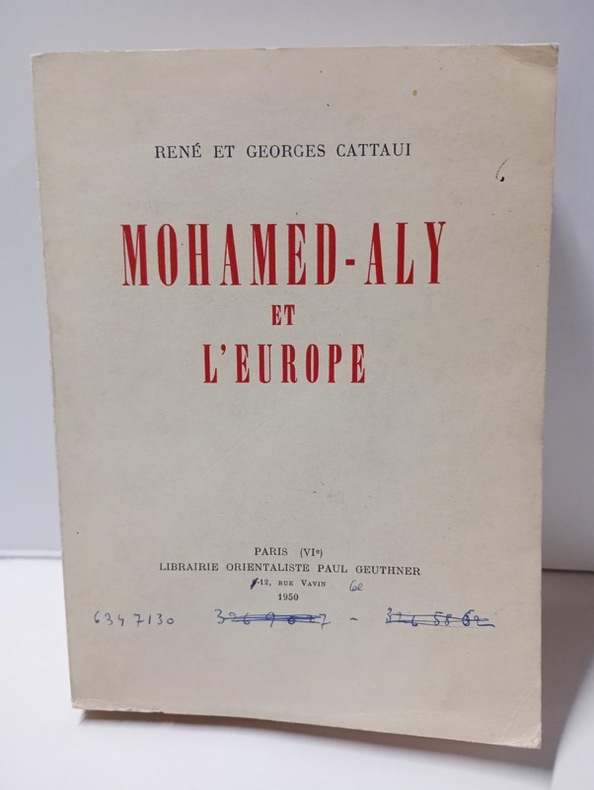 RENÉ ET GEORGES CATTAUI
MOHAMED-ALY
ET
L'EUROPE
PARIS (VIᵉ)
LIBRAIRIE ORIENTALISTE PAUL GEUTHNER
12, RUE VAVIN 6e
1950
6347130 -